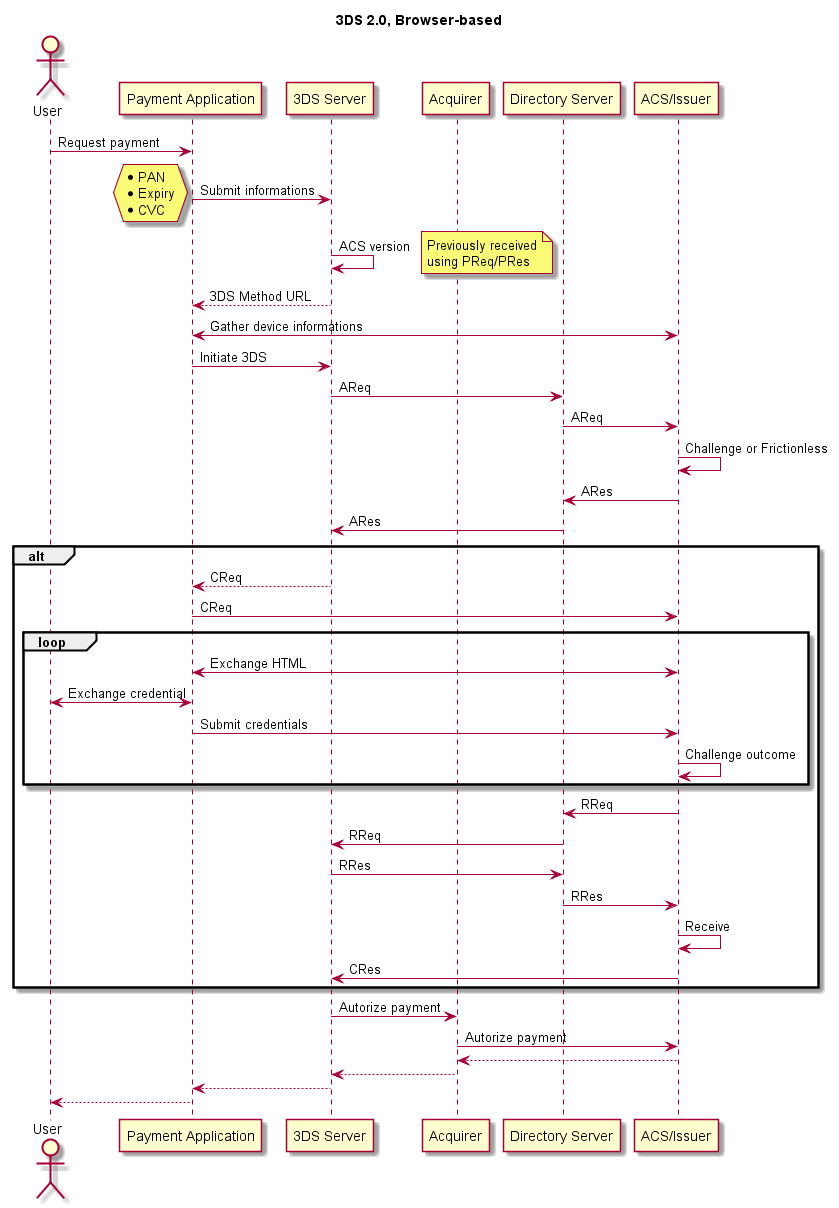 3DS 2.0, Browser-based
User
Payment Application
3DS Server
Acquirer
Directory Server
ACS/Issuer
Request payment
PAN
Expiry
CVC
Submit informations
ACS version
Previously received
using PReq/PRes
3DS Method URL
Gather device informations
Initiate 3DS
AReq
AReq
Challenge or Frictionless
ARes
ARes
alt
CReq
CReq
loop
Exchange HTML
Exchange credential
Submit credentials
Challenge outcome
RReq
RReq
RRes
RRes
Receive
CRes
Autorize payment
Autorize payment
User
Payment Application
3DS Server
Acquirer
Directory Server
ACS/Issuer